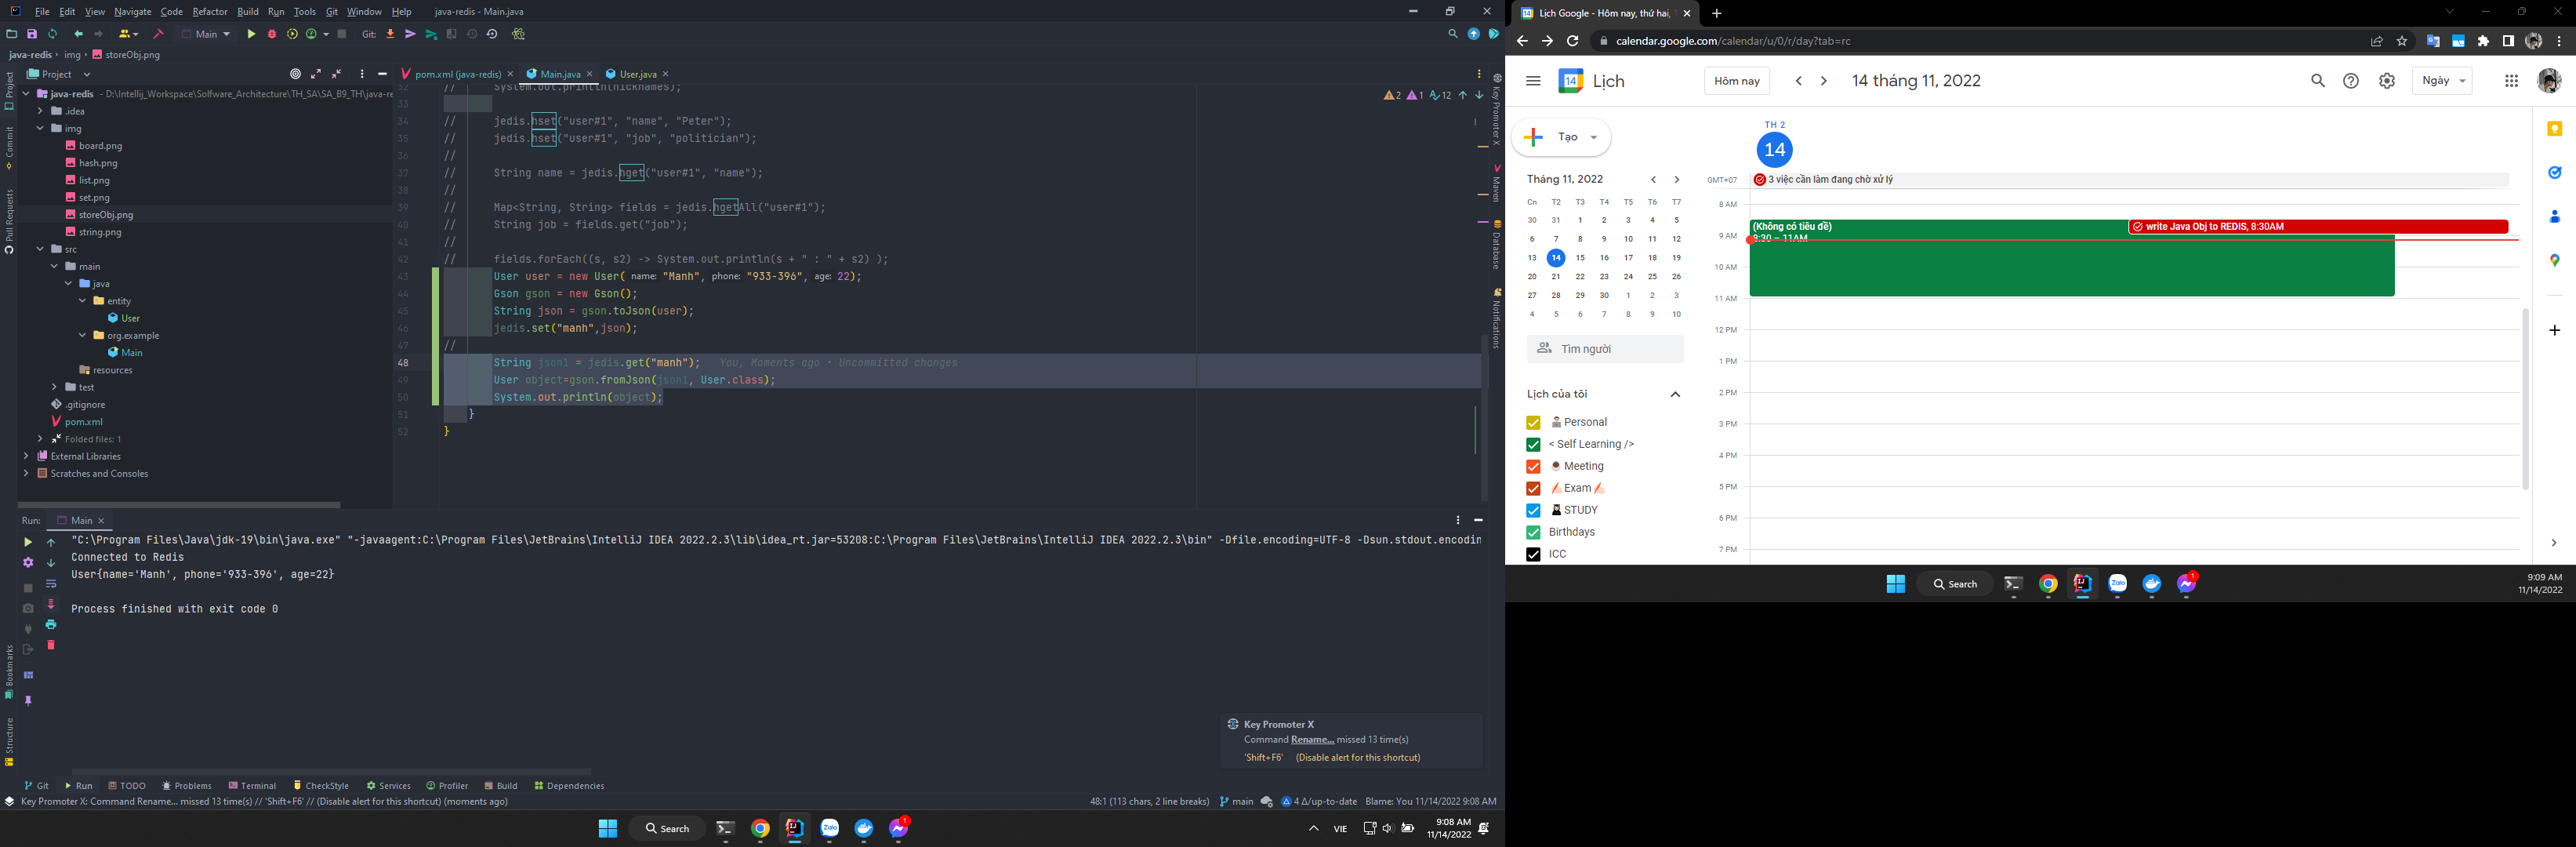 File Edit View Navigate Code Refactor Build Run Tools Git Window Help java-redis - Main.java
Main Git:
java-redis › img › storeObj.png
Project
pom.xml (java-redis) Main.java User.java
java-redis - D:\Intellij_Workspace\Solfware_Architecture\TH_SA\SA_B9_TH\java-re
.idea
img
board.png
hash.png
list.png
set.png
storeObj.png
string.png
src
main
java
entity
User
org.example
Main
resources
test
.gitignore
pom.xml
Folded files: 1
External Libraries
Scratches and Consoles
Project
Commit
Pull Requests
Bookmarks
Structure
2 1 12
32 // System.out.println(nicknames);
33
34 // jedis.hset("user#1", "name", "Peter");
35 // jedis.hset("user#1", "job", "politician");
36 //
37 // String name = jedis.hget("user#1", "name");
38 //
39 // Map<String, String> fields = jedis.hgetAll("user#1");
40 // String job = fields.get("job");
41 //
42 // fields.forEach((s, s2) -> System.out.println(s + " : " + s2) );
43 User user = new User( name: "Manh", phone: "933-396", age: 22);
44 Gson gson = new Gson();
45 String json = gson.toJson(user);
46 jedis.set("manh",json);
47 //
48 String json1 = jedis.get("manh"); You, Moments ago • Uncommitted changes
49 User object=gson.fromJson(json1, User.class);
50 System.out.println(object);
51 }
52 }
Key Promoter X
Maven
Database
Notifications
Run: Main
"C:\Program Files\Java\jdk-19\bin\java.exe" "-javaagent:C:\Program Files\JetBrains\IntelliJ IDEA 2022.2.3\lib\idea_rt.jar=53208:C:\Program Files\JetBrains\IntelliJ IDEA 2022.2.3\bin" -Dfile.encoding=UTF-8 -Dsun.stdout.encodin
Connected to Redis
User{name='Manh', phone='933-396', age=22}
Process finished with exit code 0
Key Promoter X
Command Rename... missed 13 time(s)
'Shift+F6' (Disable alert for this shortcut)
Git Run TODO Problems Terminal CheckStyle Services Profiler Build Dependencies
Key Promoter X: Command Rename... missed 13 time(s) // 'Shift+F6' // (Disable alert for this shortcut) (moments ago)
48:1 (113 chars, 2 line breaks) main 4 Δ/up-to-date Blame: You 11/14/2022 9:08 AM
Search Zalo 1 VIE 9:08 AM
11/14/2022
Lịch Google - Hôm nay, thứ hai,
calendar.google.com/calendar/u/0/r/day?tab=rc
14 Lịch Hôm nay 14 tháng 11, 2022 Ngày
Tạo
Tháng 11, 2022
Cn T2 T3 T4 T5 T6 T7
30 31 1 2 3 4 5
6 7 8 9 10 11 12
13 14 15 16 17 18 19
20 21 22 23 24 25 26
27 28 29 30 1 2 3
4 5 6 7 8 9 10
Tìm người
Lịch của tôi
Personal
< Self Learning />
Meeting
Exam
STUDY
Birthdays
ICC
TH 2
14
GMT+07 3 việc cần làm đang chờ xử lý
8 AM
(Không có tiêu đề)
8:30 – 11AM
write Java Obj to REDIS, 8:30AM
9 AM
10 AM
11 AM
12 PM
1 PM
2 PM
3 PM
4 PM
5 PM
6 PM
7 PM
Search Zalo 1 9:09 AM
11/14/2022